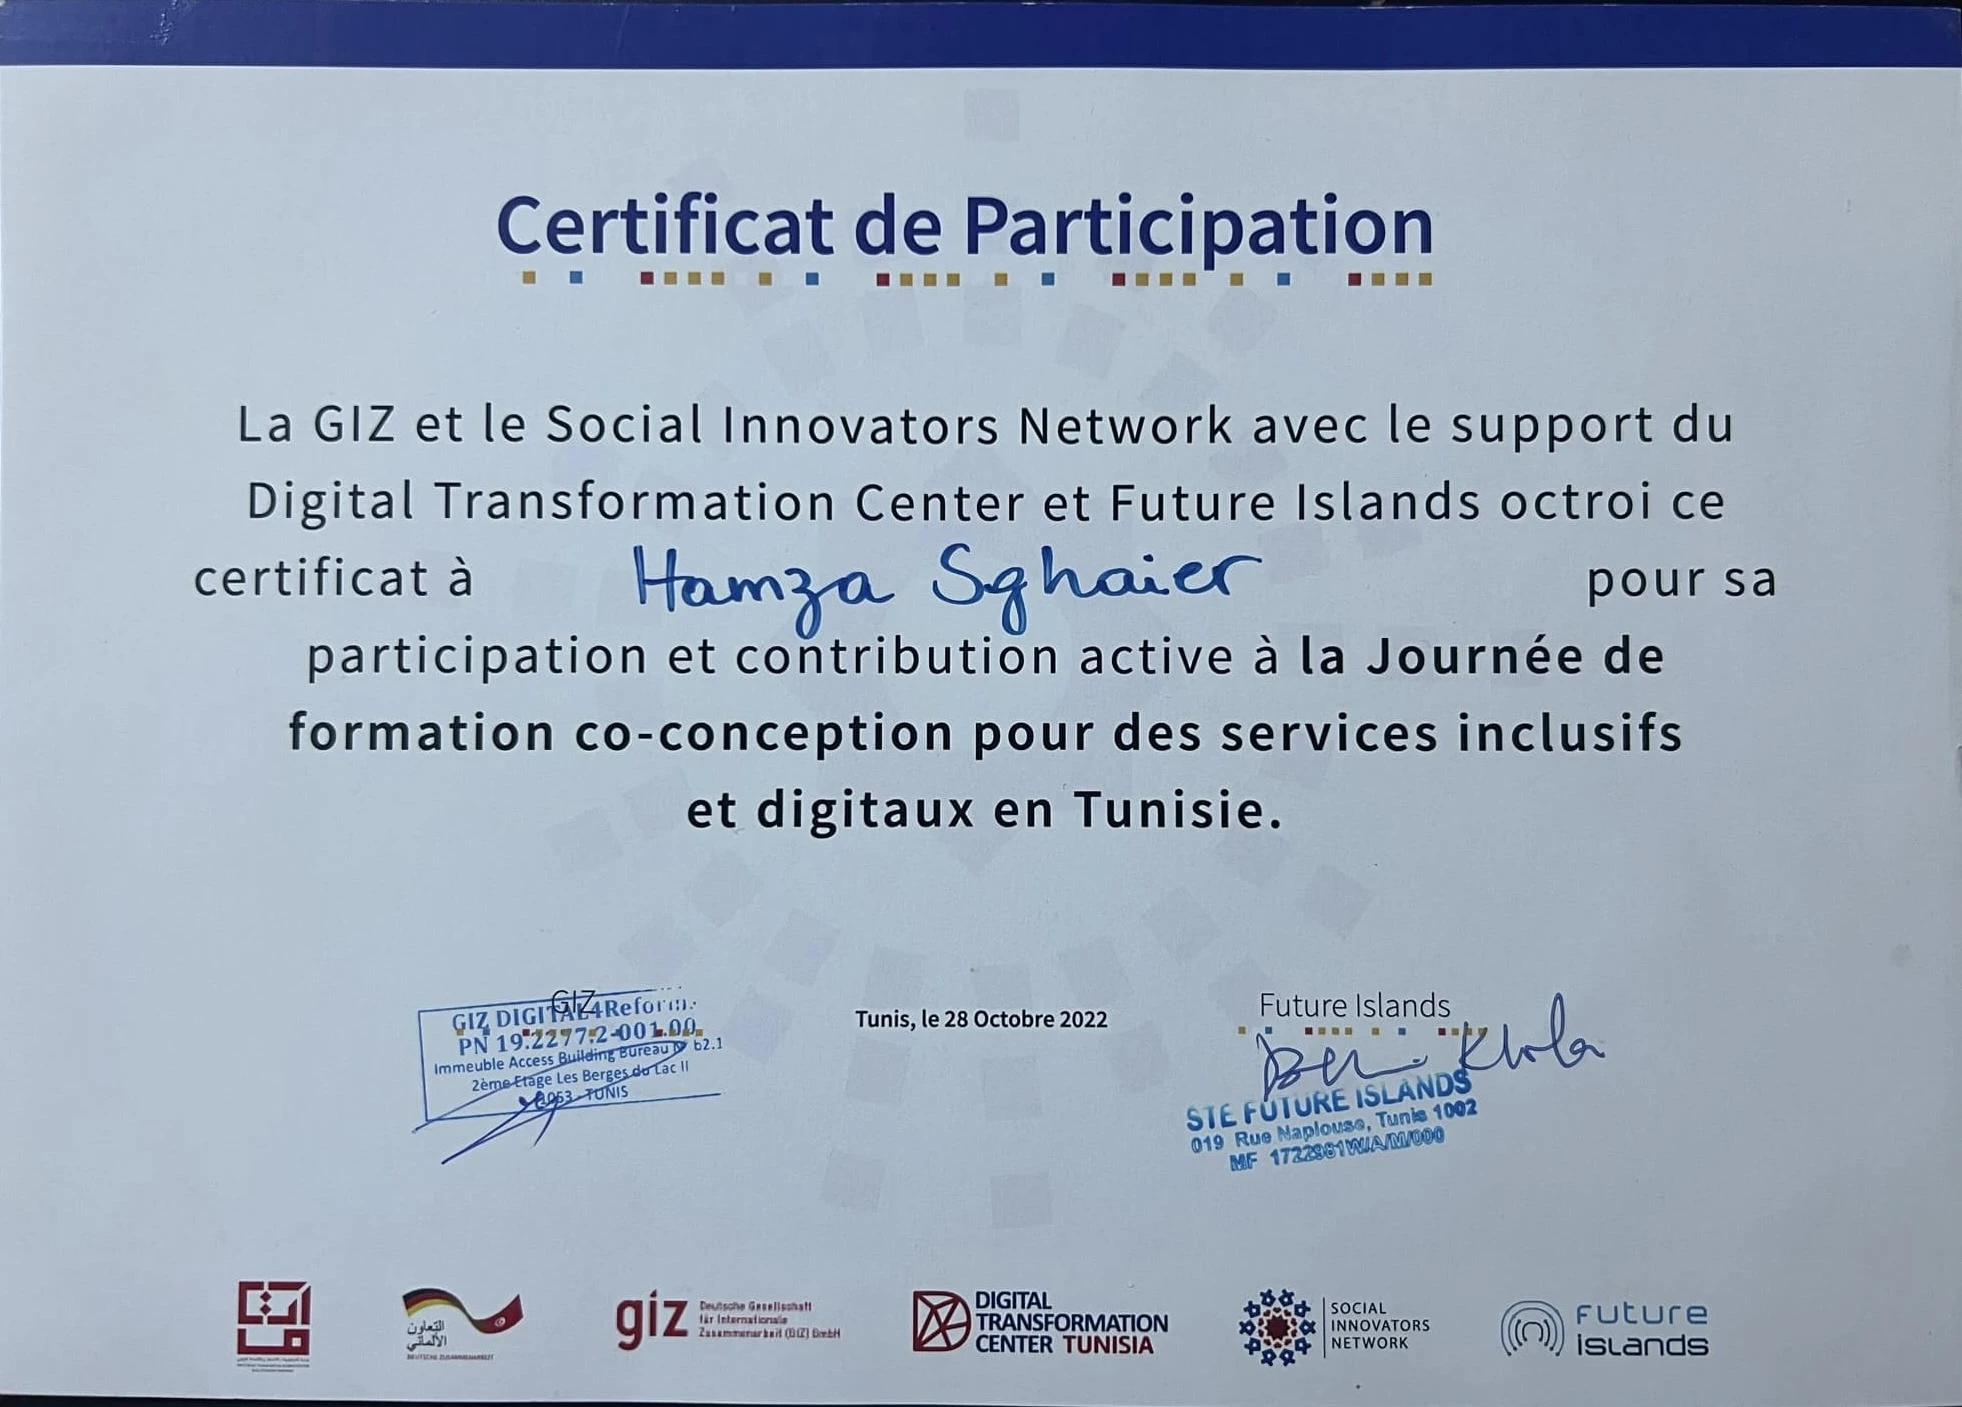 Certificat de Participation
La GIZ et le Social Innovators Network avec le support du
Digital Transformation Center et Future Islands octroi ce
certificat à Hamza Sghaier pour sa
participation et contribution active à la Journée de
formation co-conception pour des services inclusifs
et digitaux en Tunisie.
GIZ
GIZ DIGITAL4Reform
PN 19.2277.2-001.00
Immeuble Access Building Bureau b2.1
2ème Etage Les Berges du Lac II
1053 - TUNIS
Tunis, le 28 Octobre 2022
Future Islands
STE FUTURE ISLANDS
019 Rue Naplouse, Tunis 1002
MF 1722981W/A/M/000
التعاون
الألماني
DEUTSCHE ZUSAMMENARBEIT
giz
Deutsche Gesellschaft
für Internationale
Zusammenarbeit (GIZ) GmbH
DIGITAL
TRANSFORMATION
CENTER TUNISIA
SOCIAL
INNOVATORS
NETWORK
Future
islands